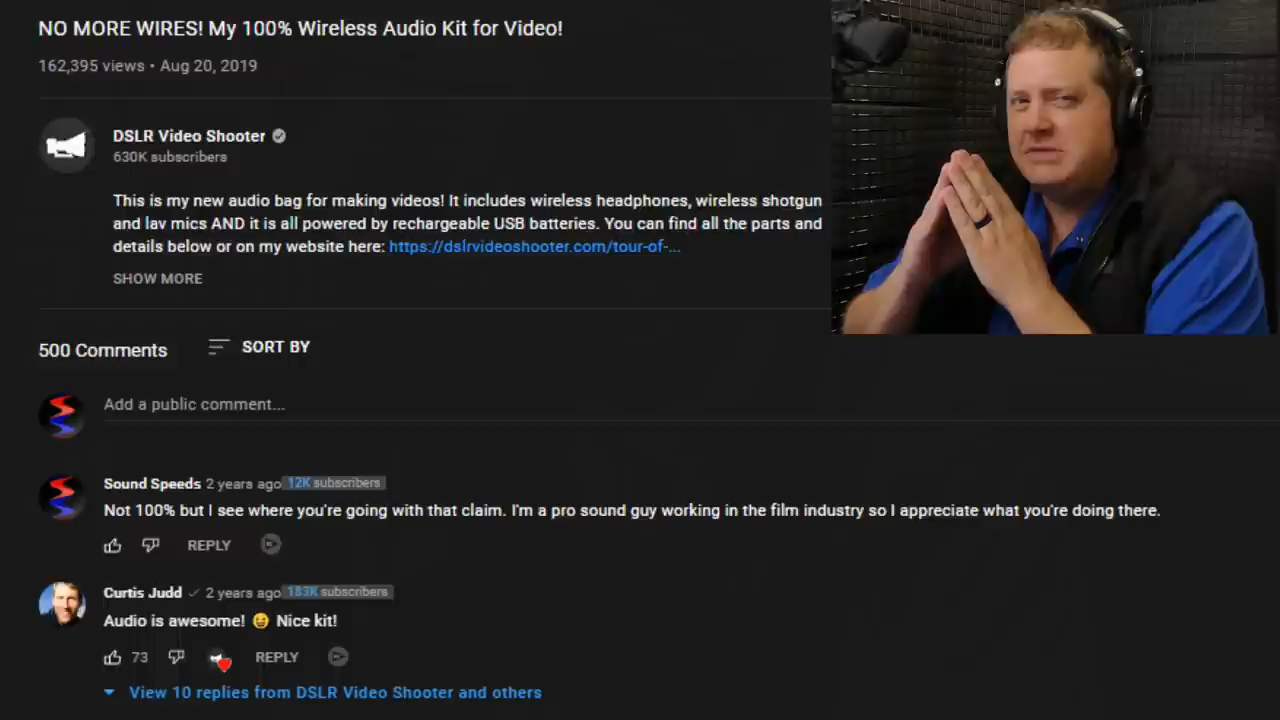 NO MORE WIRES! My 100% Wireless Audio Kit for Video!
162,395 views • Aug 20, 2019
DSLR Video Shooter
630K subscribers
This is my new audio bag for making videos! It includes wireless headphones, wireless shotgun
and lav mics AND it is all powered by rechargeable USB batteries. You can find all the parts and
details below or on my website here: https://dslrvideoshooter.com/tour-of-...
SHOW MORE
500 Comments SORT BY
Add a public comment...
Sound Speeds 2 years ago 12K subscribers
Not 100% but I see where you're going with that claim. I'm a pro sound guy working in the film industry so I appreciate what you're doing there.
REPLY
Curtis Judd 2 years ago 183K subscribers
Audio is awesome! 😀 Nice kit!
73 REPLY
View 10 replies from DSLR Video Shooter and others